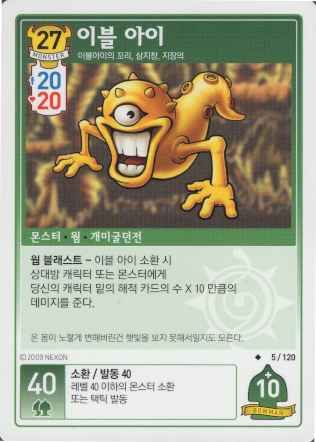 27
MONSTER
이블 아이
이블아이의 꼬리, 삼지창, 지장의
20
20
몬스터 • 웜 • 개미굴던전
웜 블래스트 – 이블 아이 소환 시
상대방 캐릭터 또는 몬스터에게
당신의 캐릭터 밑의 해적 카드의 수 X 10 만큼의
데미지를 준다.
온 몸이 노랗게 변해버린건 햇빛을 보지 못해서일지도 모른다.
©2009 NEXON
◆ 5/120
40
소환 / 발동 40
레벨 40 이하의 몬스터 소환
또는 택틱 발동
+
10
BOWMAN